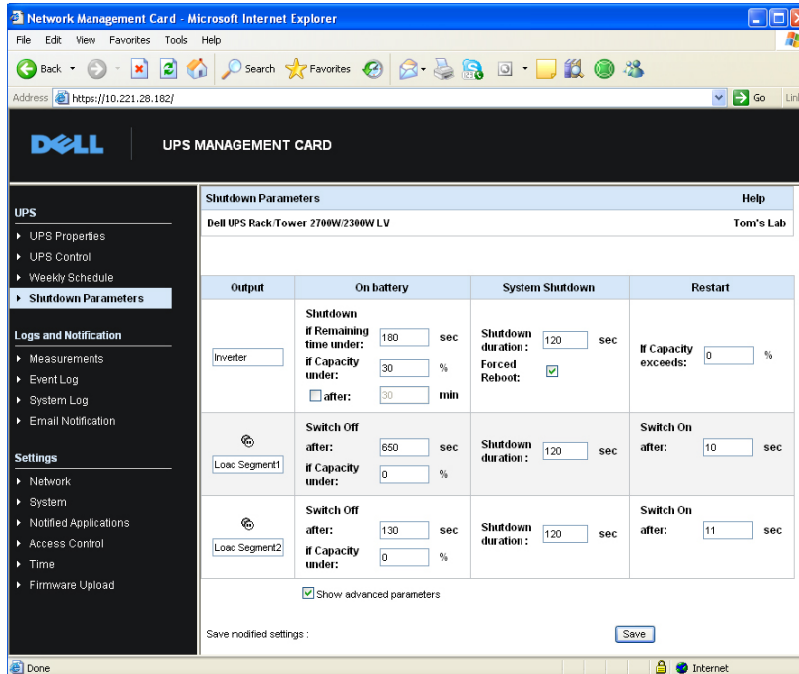 Network Management Card - Microsoft Internet Explorer
File Edit View Favorites Tools Help
Back Search Favorites
Address https://10.221.28.182/ Go Lin
DELL UPS MANAGEMENT CARD
UPS
UPS Properties
UPS Control
Weekly Schedule
Shutdown Parameters
Logs and Notification
Measurements
Event Log
System Log
Email Notification
Settings
Network
System
Notified Applications
Access Control
Time
Firmware Upload
Shutdown Parameters Help
Dell UPS Rack/Tower 2700W/2300W LV Tom's Lab
Output On battery System Shutdown Restart
Inverter
Shutdown
if Remaining time under: 180 sec
if Capacity under: 30 %
after: 30 min
Shutdown duration: 120 sec
Forced Reboot:
If Capacity exceeds: 0 %
Loac Segment1
Switch Off
after: 650 sec
if Capacity under: 0 %
Shutdown duration: 120 sec
Switch On
after: 10 sec
Loac Segment2
Switch Off
after: 130 sec
if Capacity under: 0 %
Shutdown duration: 120 sec
Switch On
after: 11 sec
Show advanced parameters
Save nodified settings : Save
Done Internet